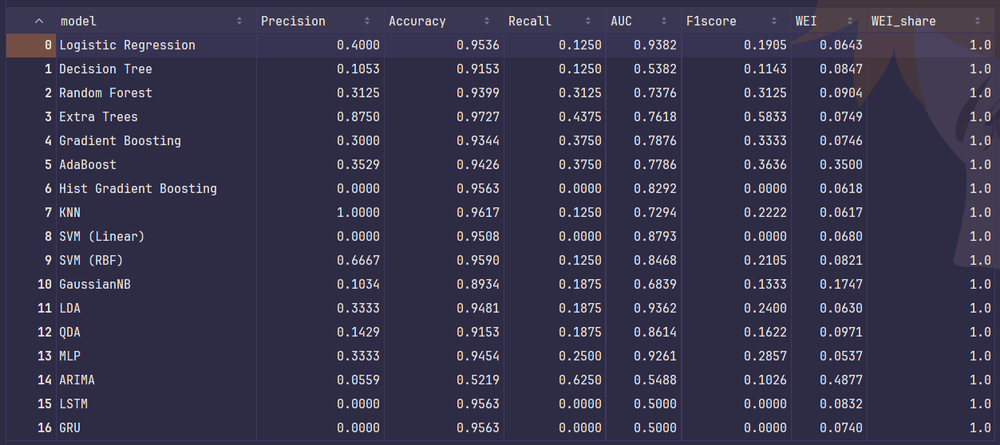 model Precision Accuracy Recall AUC F1score WEI WEI_share
0 Logistic Regression 0.4000 0.9536 0.1250 0.9382 0.1905 0.0643 1.0
1 Decision Tree 0.1053 0.9153 0.1250 0.5382 0.1143 0.0847 1.0
2 Random Forest 0.3125 0.9399 0.3125 0.7376 0.3125 0.0904 1.0
3 Extra Trees 0.8750 0.9727 0.4375 0.7618 0.5833 0.0749 1.0
4 Gradient Boosting 0.3000 0.9344 0.3750 0.7876 0.3333 0.0746 1.0
5 AdaBoost 0.3529 0.9426 0.3750 0.7786 0.3636 0.3500 1.0
6 Hist Gradient Boosting 0.0000 0.9563 0.0000 0.8292 0.0000 0.0618 1.0
7 KNN 1.0000 0.9617 0.1250 0.7294 0.2222 0.0617 1.0
8 SVM (Linear) 0.0000 0.9508 0.0000 0.8793 0.0000 0.0680 1.0
9 SVM (RBF) 0.6667 0.9590 0.1250 0.8468 0.2105 0.0821 1.0
10 GaussianNB 0.1034 0.8934 0.1875 0.6839 0.1333 0.1747 1.0
11 LDA 0.3333 0.9481 0.1875 0.9362 0.2400 0.0630 1.0
12 QDA 0.1429 0.9153 0.1875 0.8614 0.1622 0.0971 1.0
13 MLP 0.3333 0.9454 0.2500 0.9261 0.2857 0.0537 1.0
14 ARIMA 0.0559 0.5219 0.6250 0.5488 0.1026 0.4877 1.0
15 LSTM 0.0000 0.9563 0.0000 0.5000 0.0000 0.0832 1.0
16 GRU 0.0000 0.9563 0.0000 0.5000 0.0000 0.0740 1.0